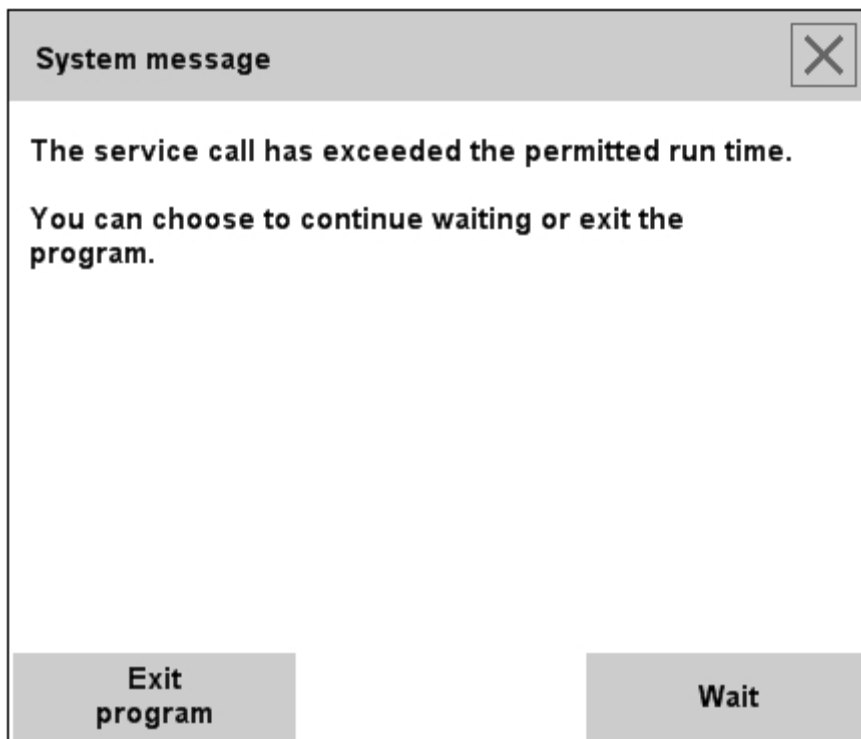 System message
The service call has exceeded the permitted run time.
You can choose to continue waiting or exit the
program.
Exit
program
Wait